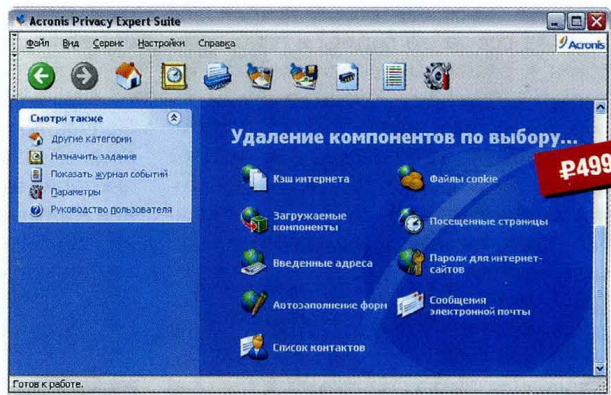 Acronis Privacy Expert Suite
Файл Вид Сервис Настройки Справка
Acronis
Смотри также
Другие категории
Назначить задание
Показать журнал событий
Параметры
Руководство пользователя
Удаление компонентов по выбору...
₽499
Кэш интернета
Файлы cookie
Загружаемые
компоненты
Посещенные страницы
Введенные адреса
Пароли для интернет-
сайтов
Автозаполнение форм
Сообщения
электронной почты
Список контактов
Готов к работе.